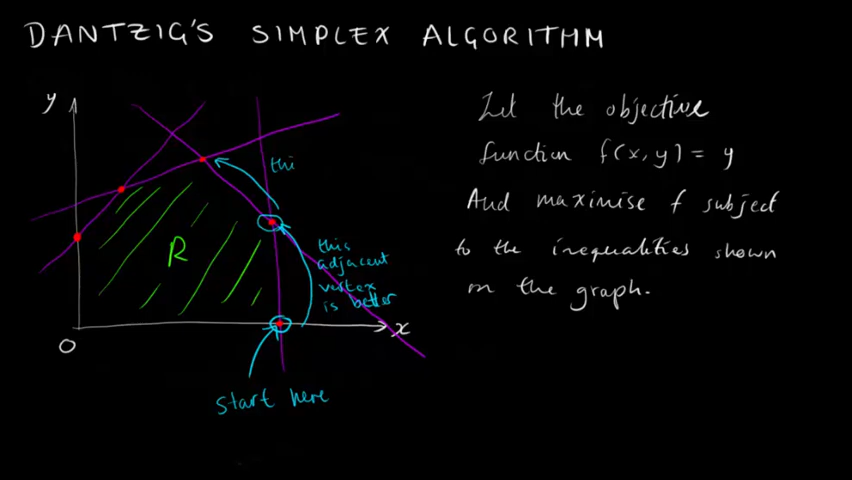 DANTZIG'S SIMPLEX ALGORITHM
y
Let the objective
function f(x, y) = y
And maximise f subject
to the inequalities shown
on the graph.
thi
R
this
adjacent
vertex
is better
x
O
start here